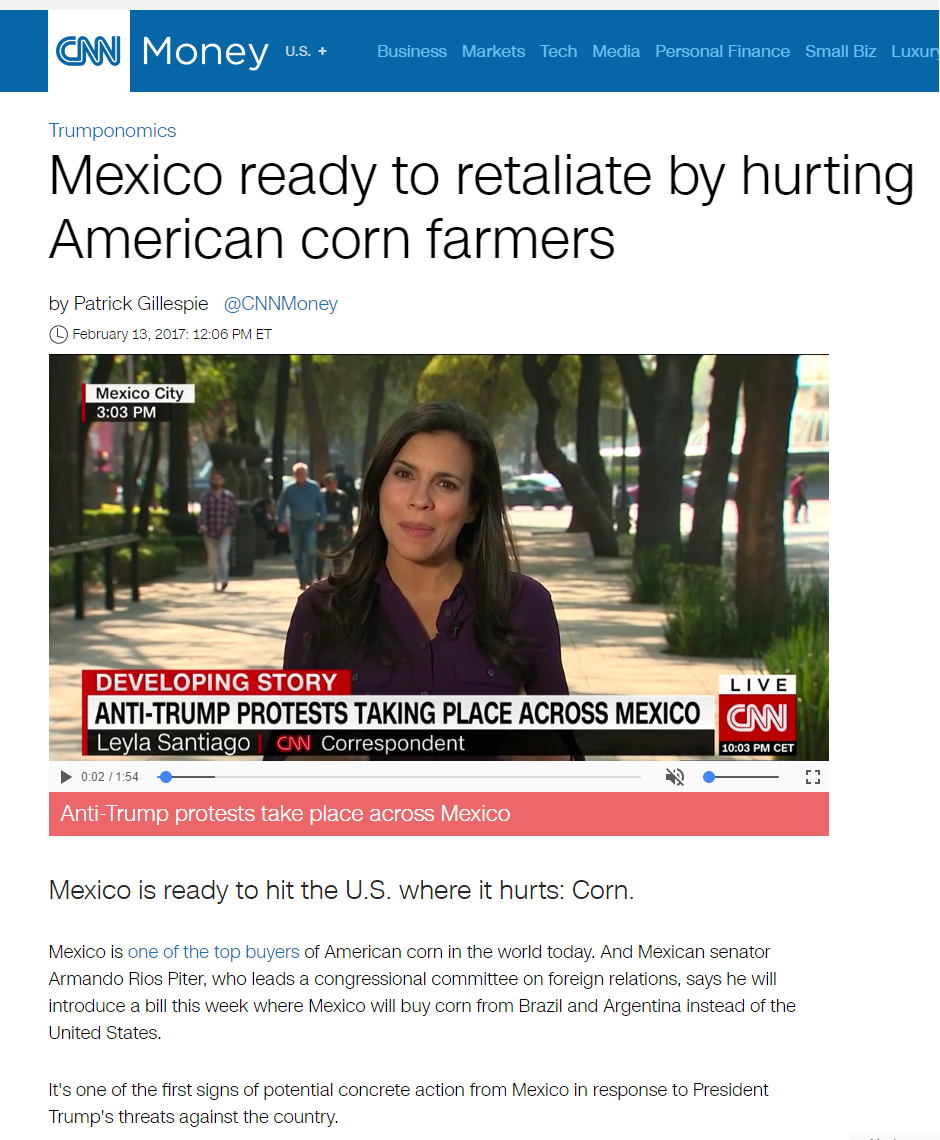 CNN Money U.S. + Business Markets Tech Media Personal Finance Small Biz Luxury
Trumponomics
Mexico ready to retaliate by hurting
American corn farmers
by Patrick Gillespie @CNNMoney
February 13, 2017: 12:06 PM ET
Mexico City
3:03 PM
DEVELOPING STORY
ANTI-TRUMP PROTESTS TAKING PLACE ACROSS MEXICO
Leyla Santiago | CNN Correspondent
LIVE
CNN
10:03 PM CET
0:02 / 1:54
Anti-Trump protests take place across Mexico
Mexico is ready to hit the U.S. where it hurts: Corn.
Mexico is one of the top buyers of American corn in the world today. And Mexican senator
Armando Rios Piter, who leads a congressional committee on foreign relations, says he will
introduce a bill this week where Mexico will buy corn from Brazil and Argentina instead of the
United States.
It's one of the first signs of potential concrete action from Mexico in response to President
Trump's threats against the country.